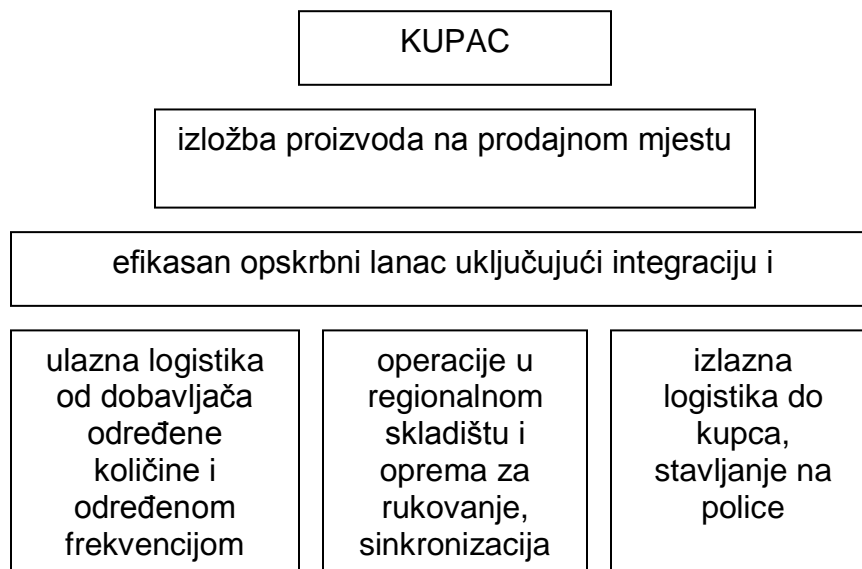 KUPAC
izložba proizvoda na prodajnom mjestu
efikasan opskrbni lanac uključujući integraciju i
ulazna logistika
od dobavljača
određene
količine i
određenom
frekvencijom
operacije u
regionalnom
skladištu i
oprema za
rukovanje,
sinkronizacija
izlazna
logistika do
kupca,
stavljanje na
police